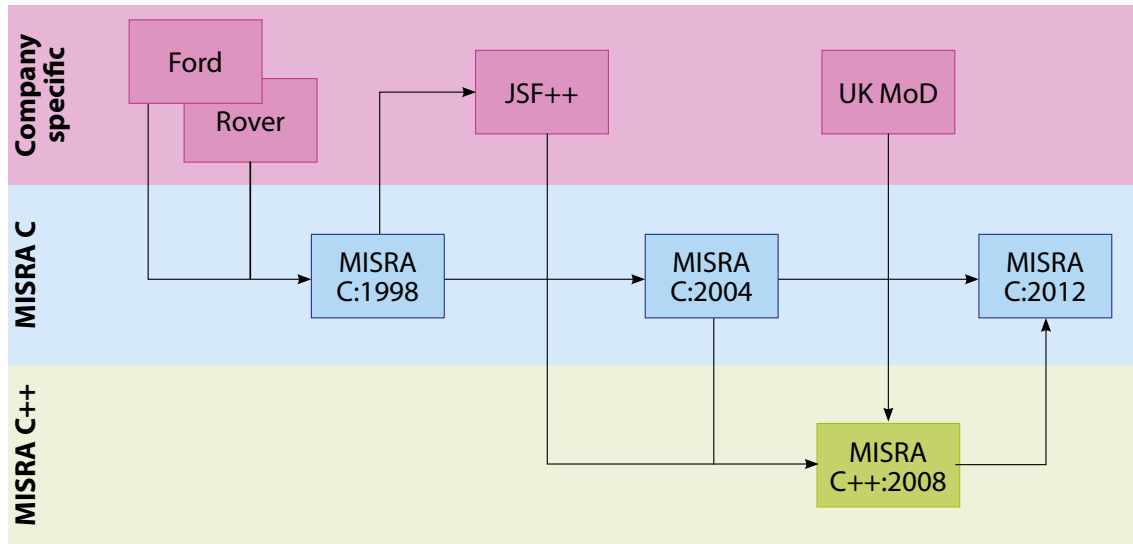 Company
specific
Ford
Rover
JSF++
UK MoD
MISRA C
MISRA
C:1998
MISRA
C:2004
MISRA
C:2012
MISRA C++
MISRA
C++:2008